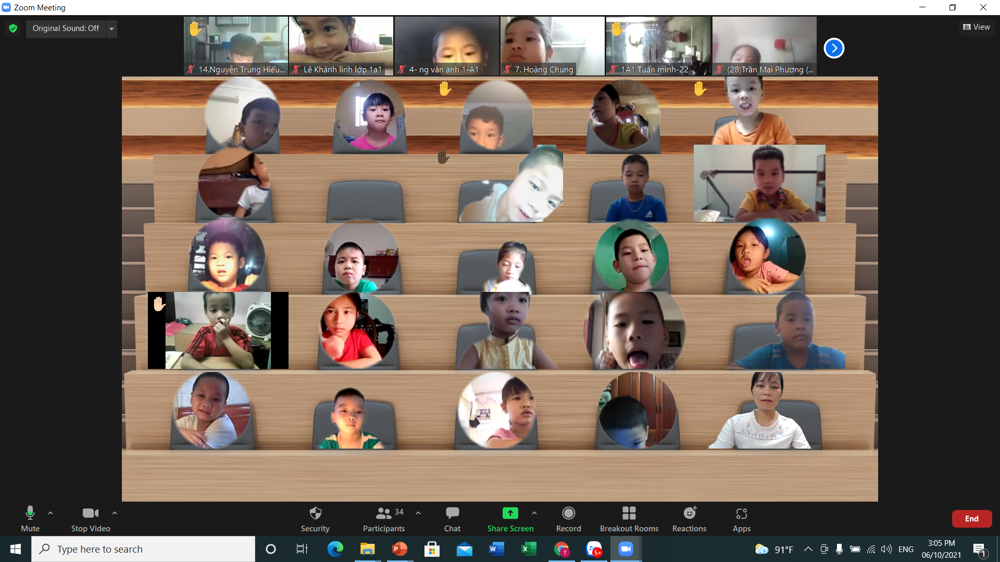 Zoom Meeting
Original Sound: Off
View
14.Nguyễn Trung Hiếu....
Lê Khánh linh lớp 1a1
4- ng vân anh 1-A1
7. Hoàng Chung
1A1 Tuấn minh-22
(28)Trần Mai Phương (...
Mute
Stop Video
Security
34
Participants
Chat
Share Screen
Record
Breakout Rooms
Reactions
Apps
End
Type here to search
5+
91°F
ENG
3:05 PM
06/10/2021
1